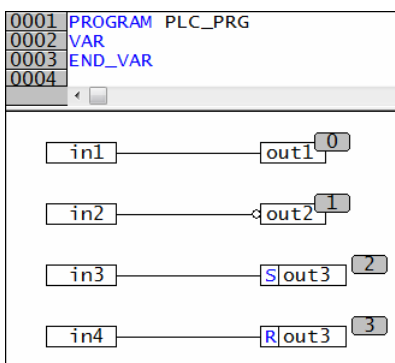 0001 PROGRAM PLC_PRG
0002 VAR
0003 END_VAR
0004
in1 out1 0
in2 out2 1
in3 S out3 2
in4 R out3 3